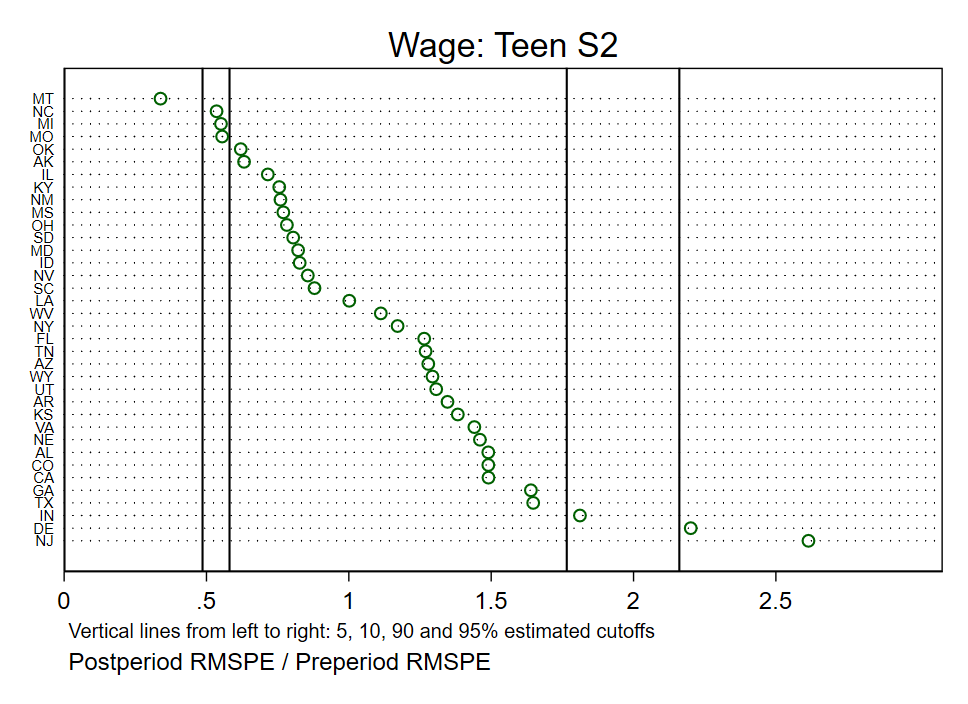 Wage: Teen S2
MT
NC
MI
MO
OK
AK
IL
KY
NM
MS
OH
SD
MD
ID
NV
SC
LA
WV
NY
FL
TN
AZ
WY
UT
AR
KS
VA
NE
AL
CO
CA
GA
TX
IN
DE
NJ
0 .5 1 1.5 2 2.5
Vertical lines from left to right: 5, 10, 90 and 95% estimated cutoffs
Postperiod RMSPE / Preperiod RMSPE